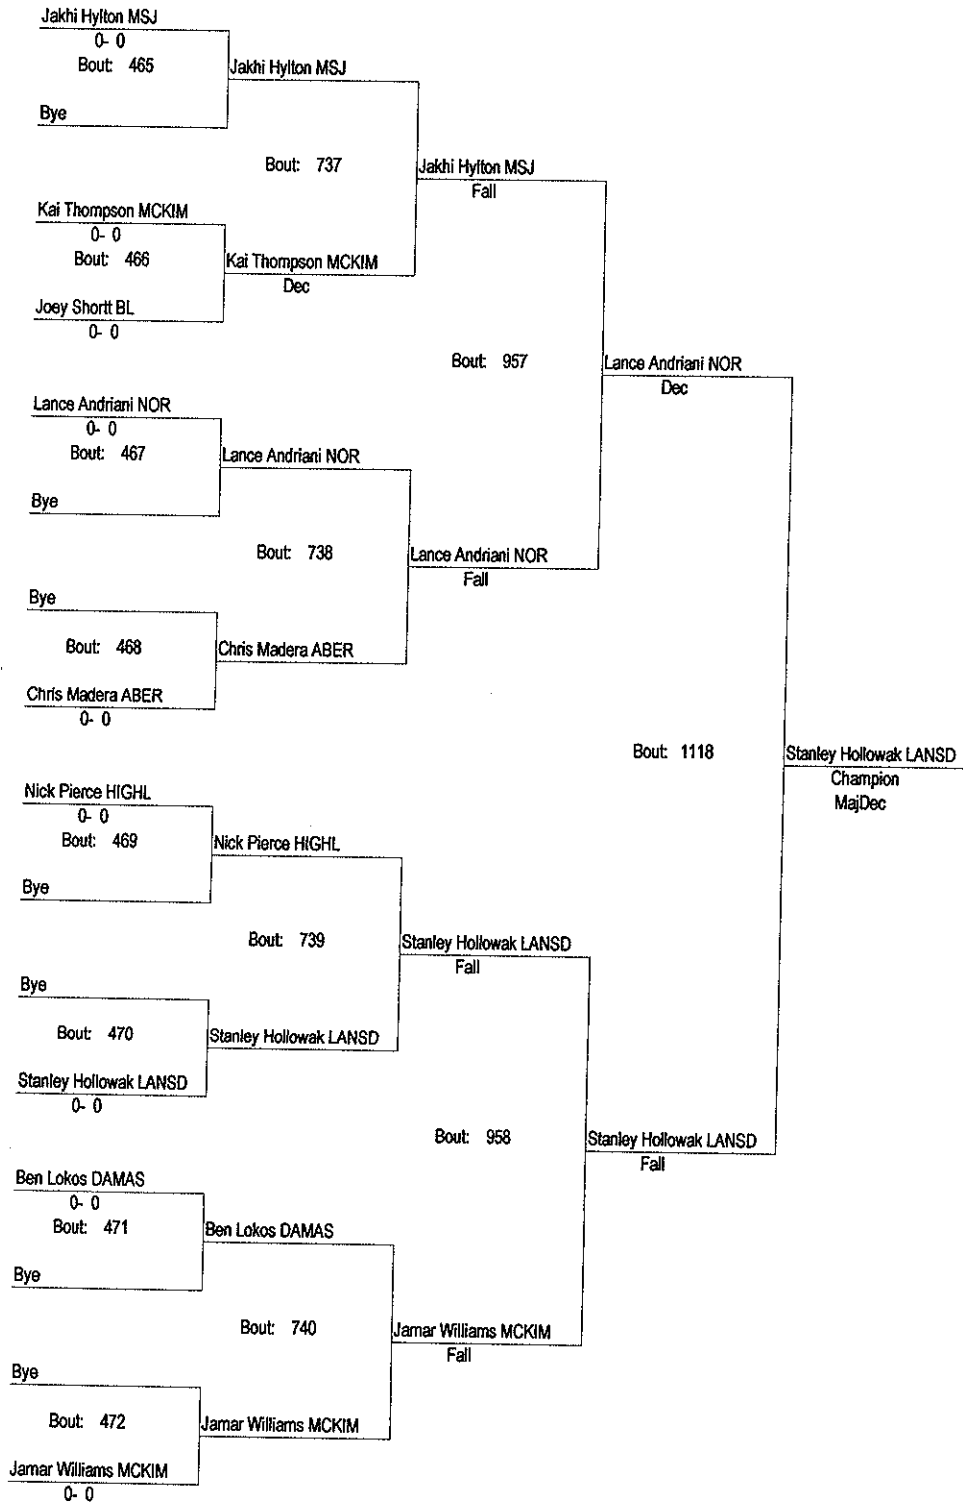 Jakhi Hylton MSJ
0- 0
Bout: 465
Jakhi Hylton MSJ
Bye
Bout: 737
Jakhi Hylton MSJ
Fall
Kai Thompson MCKIM
0- 0
Bout: 466
Kai Thompson MCKIM
Dec
Joey Shortt BL
0- 0
Bout: 957
Lance Andriani NOR
Dec
Lance Andriani NOR
0- 0
Bout: 467
Lance Andriani NOR
Bye
Bout: 738
Lance Andriani NOR
Fall
Bye
Bout: 468
Chris Madera ABER
Chris Madera ABER
0- 0
Bout: 1118
Stanley Hollowak LANSD
Champion
MajDec
Nick Pierce HIGHL
0- 0
Bout: 469
Nick Pierce HIGHL
Bye
Bout: 739
Stanley Hollowak LANSD
Fall
Bye
Bout: 470
Stanley Hollowak LANSD
Stanley Hollowak LANSD
0- 0
Bout: 958
Stanley Hollowak LANSD
Fall
Ben Lokos DAMAS
0- 0
Bout: 471
Ben Lokos DAMAS
Bye
Bout: 740
Jamar Williams MCKIM
Fall
Bye
Bout: 472
Jamar Williams MCKIM
Jamar Williams MCKIM
0- 0